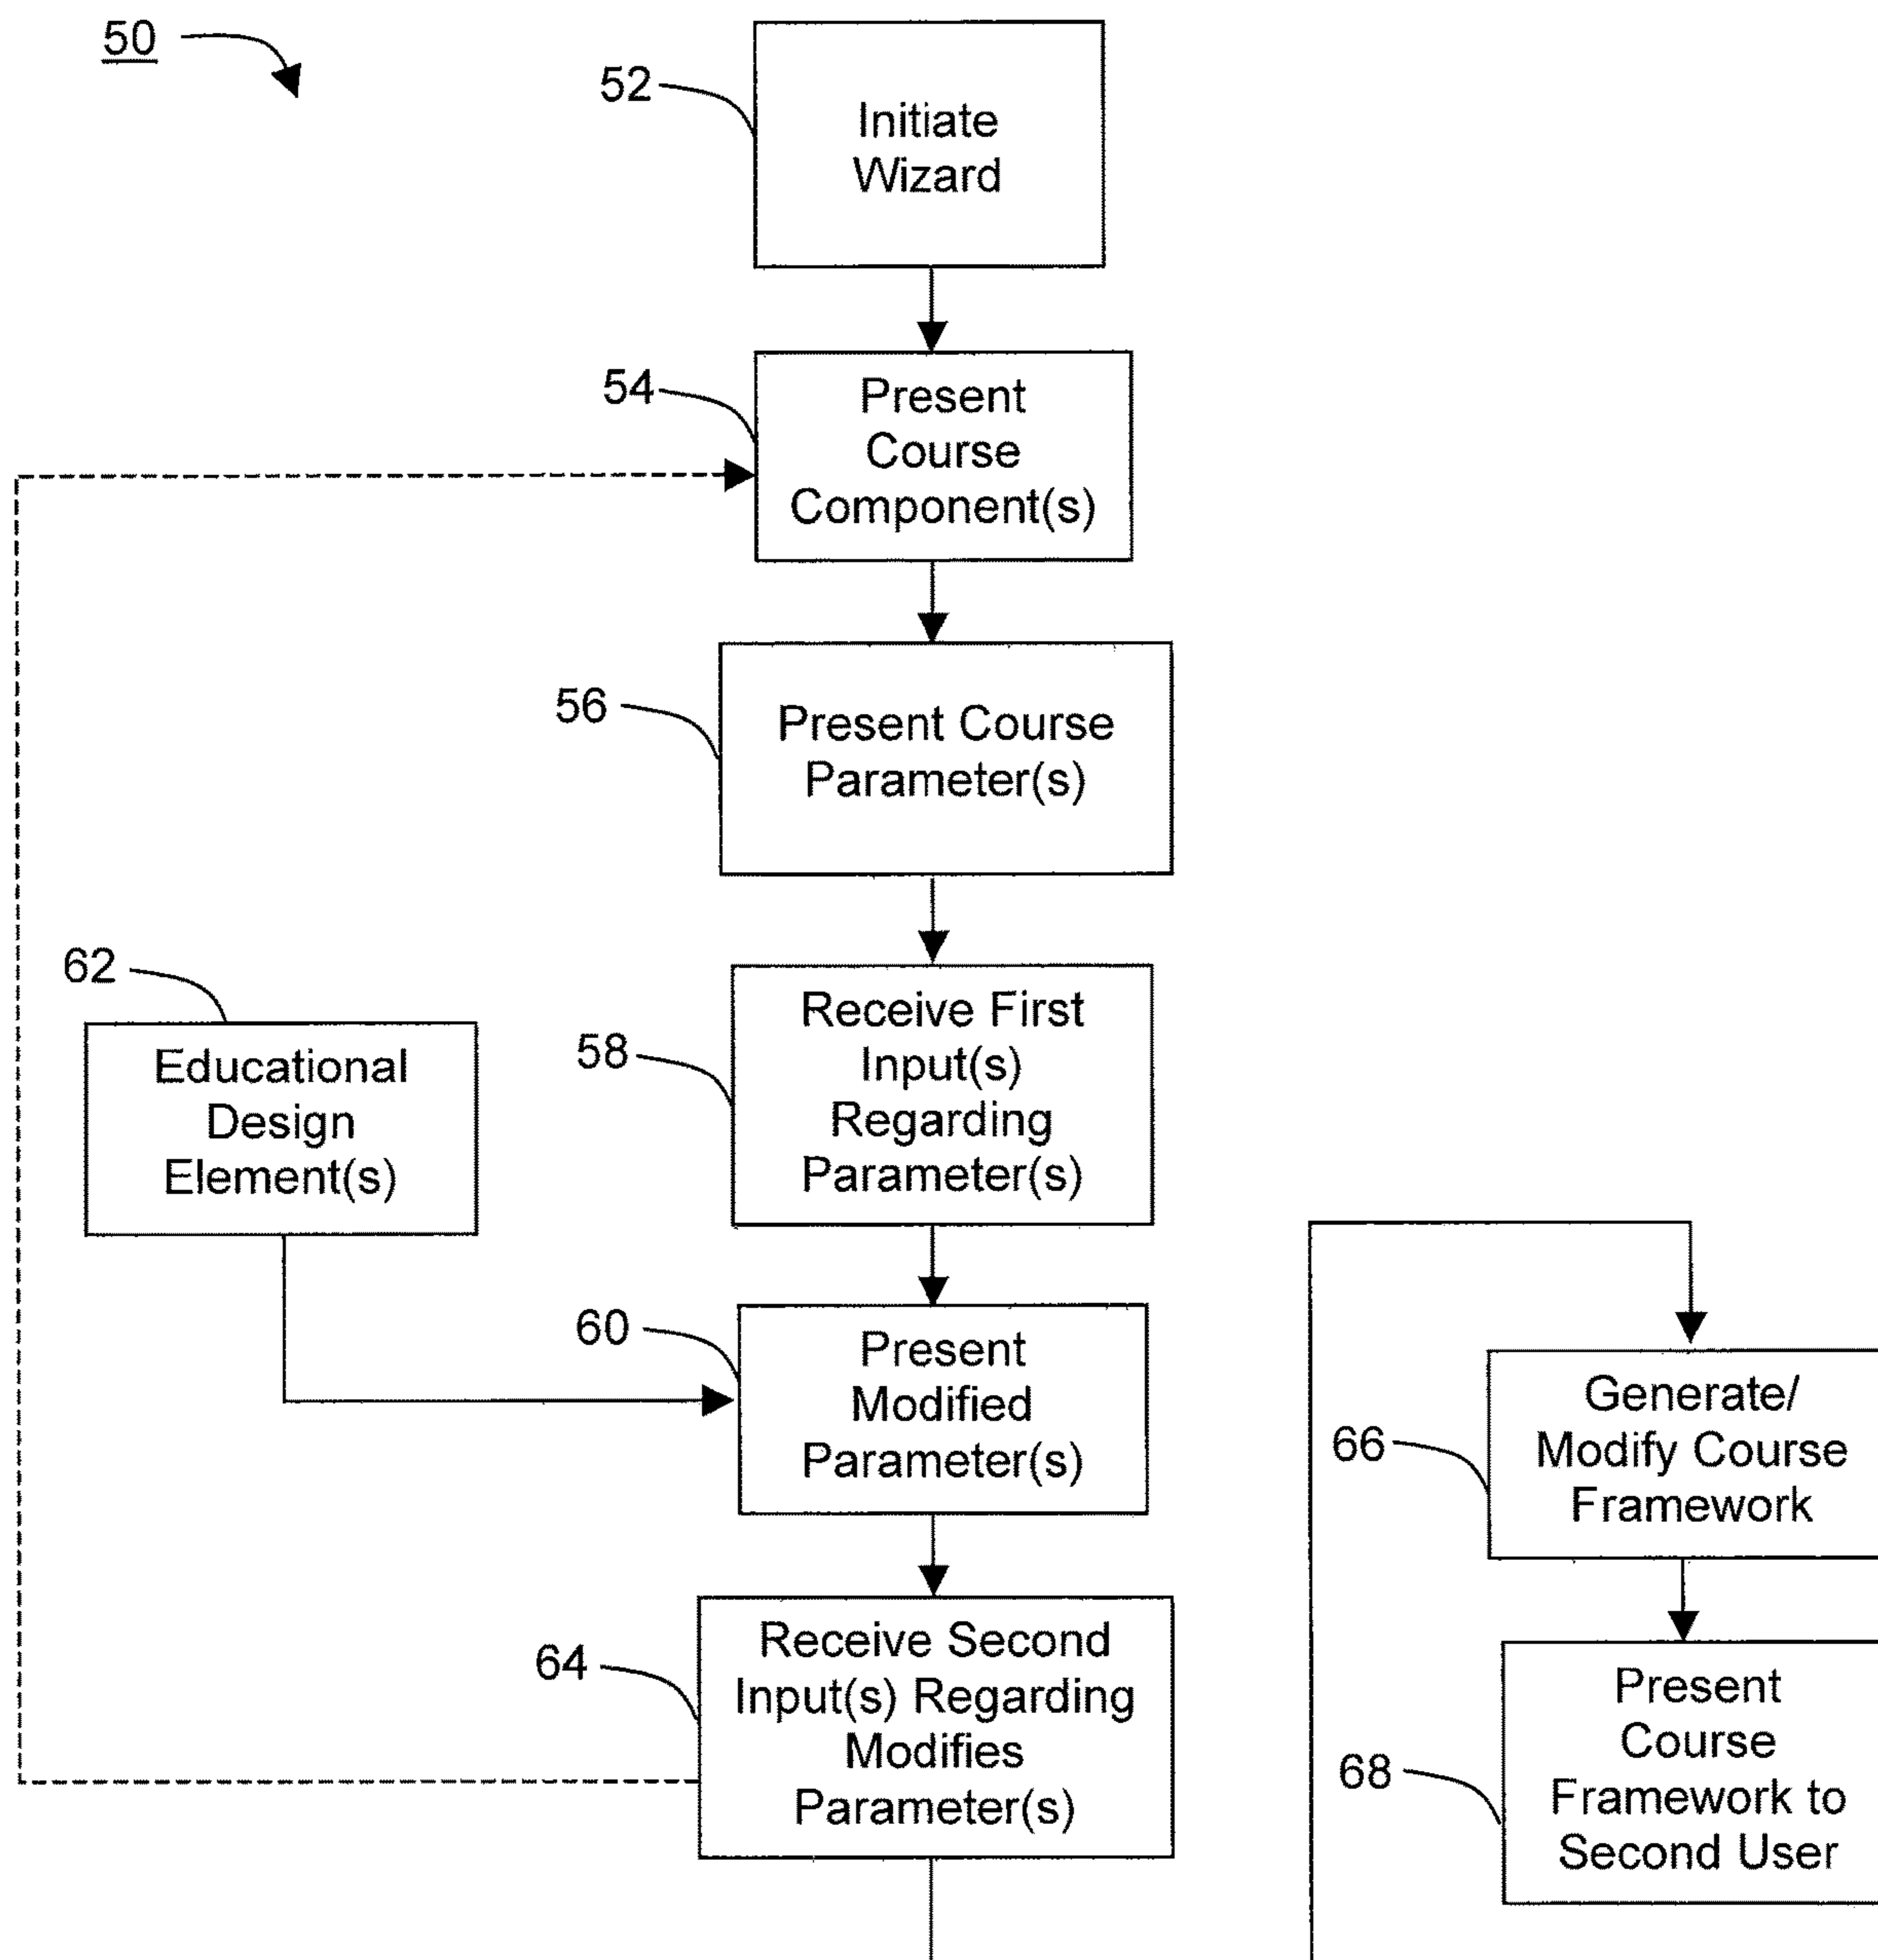 50
52
Initiate
Wizard
54
Present
Course
Component(s)
56
Present Course
Parameter(s)
62
Educational
Design
Element(s)
58
Receive First
Input(s)
Regarding
Parameter(s)
60
Present
Modified
Parameter(s)
64
Receive Second
Input(s) Regarding
Modifies
Parameter(s)
66
Generate/
Modify Course
Framework
68
Present
Course
Framework to
Second User